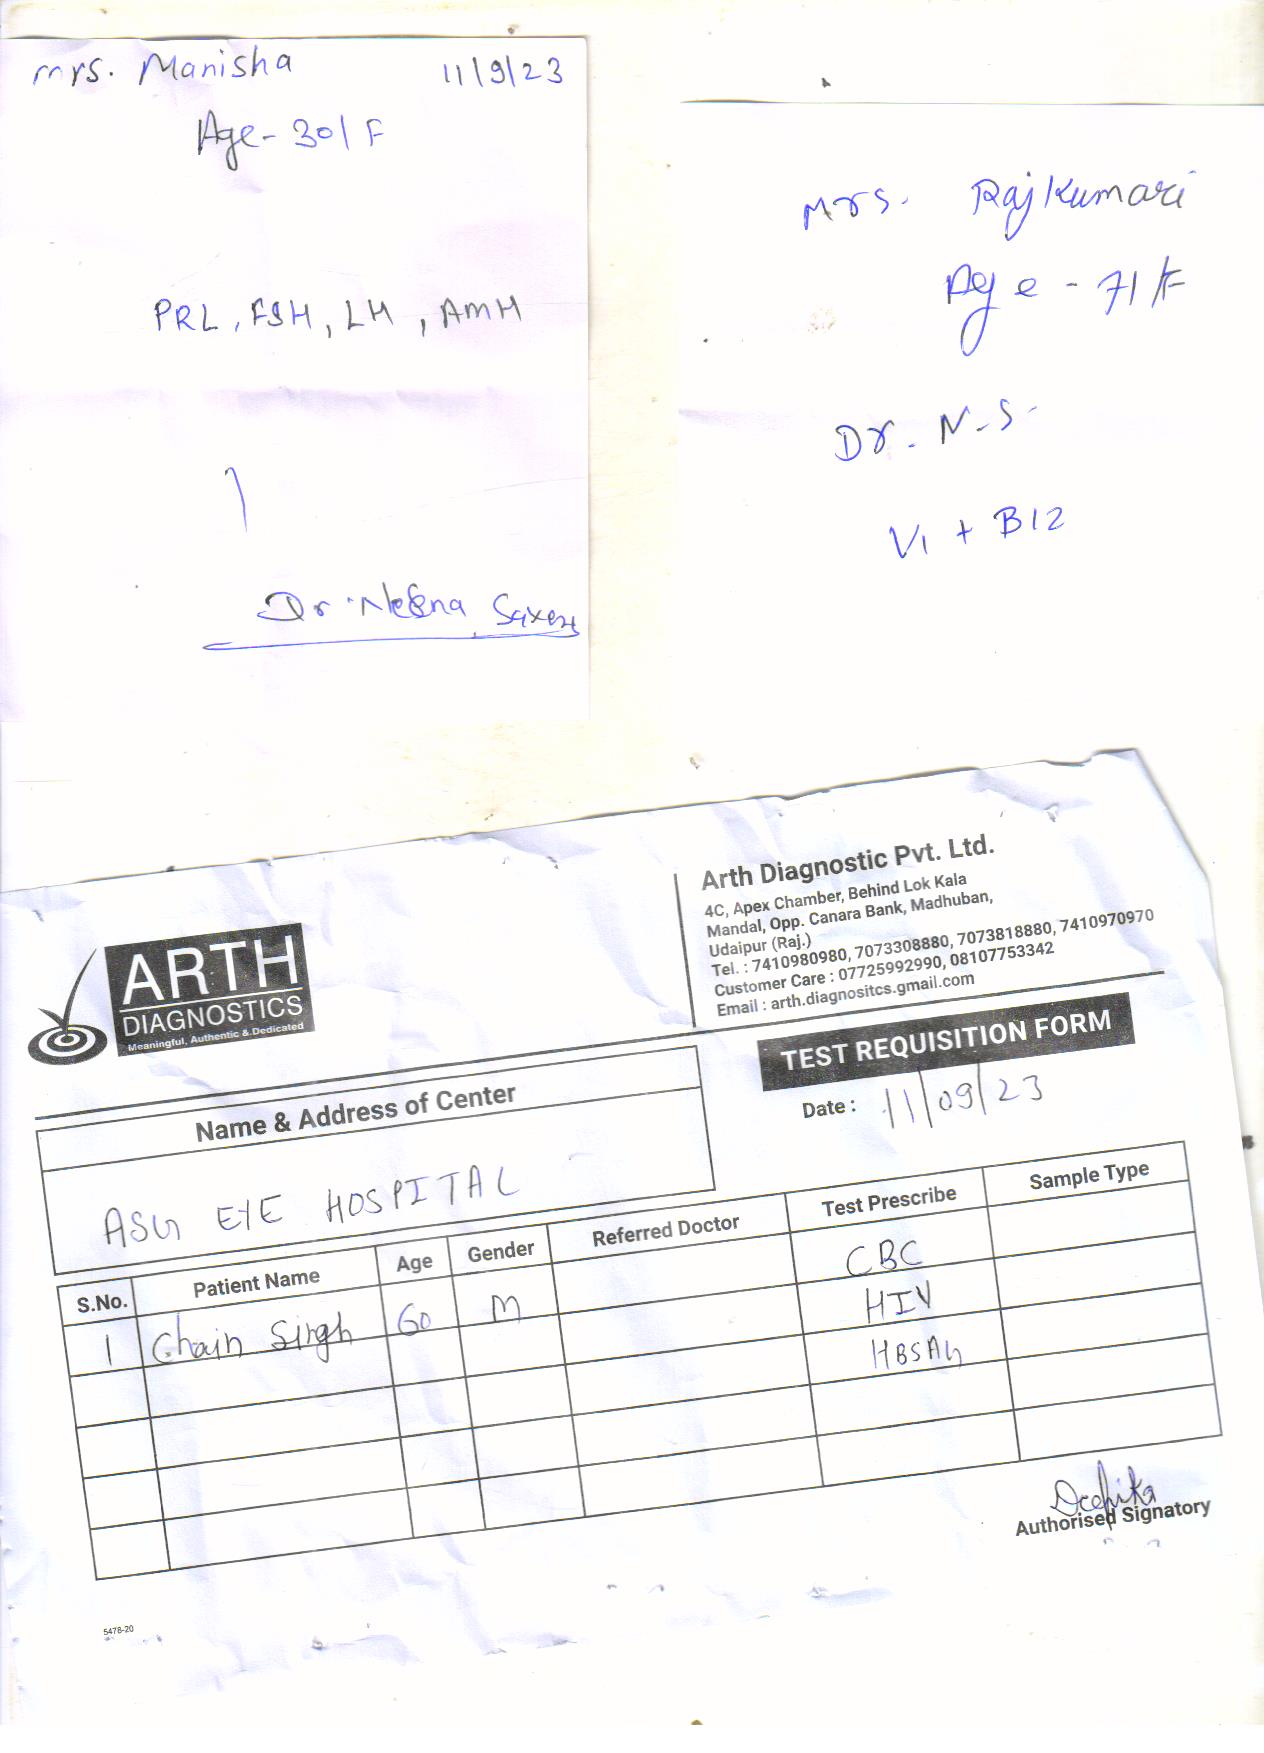 mrs. Manisha 11/9/23
Age - 30/F
PRL, FSH, LH, AMH
Dr. Neena Saxena
Mrs. Rajkumari
Age - 71/F
Dr. N.S.
V1 + B12
ARTH
DIAGNOSTICS
Meaningful, Authentic & Dedicated
Arth Diagnostic Pvt. Ltd.
4C, Apex Chamber, Behind Lok Kala
Mandal, Opp. Canara Bank, Madhuban,
Udaipur (Raj.)
Tel. : 7410980980, 7073308880, 7073818880, 7410970970
Customer Care : 07725992990, 08107753342
Email : arth.diagnositcs.gmail.com
TEST REQUISITION FORM
Date : 11/09/23
Name & Address of Center
ASG EYE HOSPITAL
S.No. Patient Name Age Gender Referred Doctor Test Prescribe Sample Type
1 Chain Singh 60 M CBC
HIV
HBSAG
Deepika
Authorised Signatory
5478-20